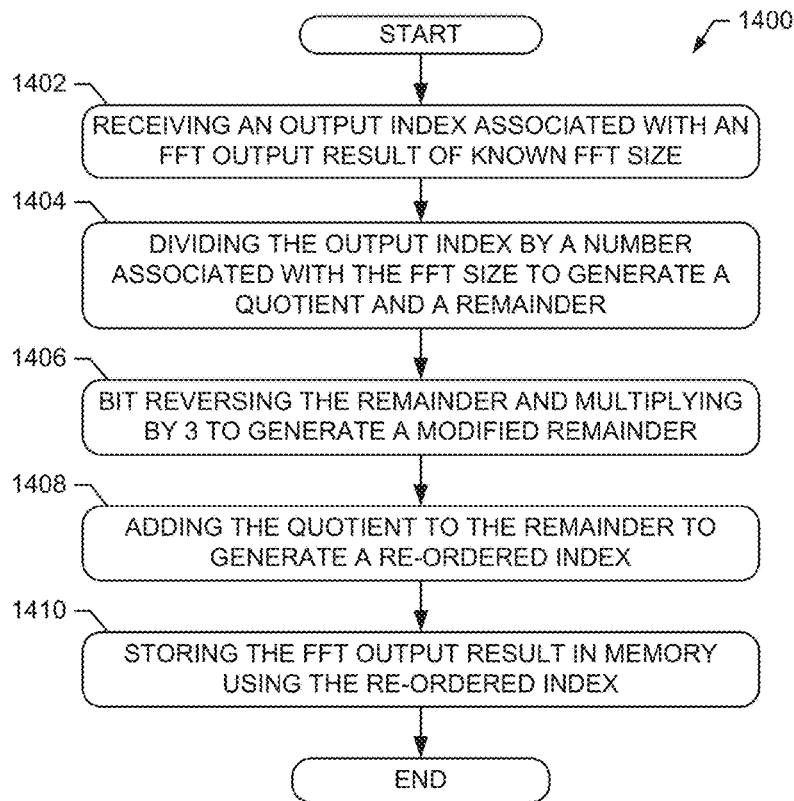 START
1400
1402
RECEIVING AN OUTPUT INDEX ASSOCIATED WITH AN
FFT OUTPUT RESULT OF KNOWN FFT SIZE
1404
DIVIDING THE OUTPUT INDEX BY A NUMBER
ASSOCIATED WITH THE FFT SIZE TO GENERATE A
QUOTIENT AND A REMAINDER
1406
BIT REVERSING THE REMAINDER AND MULTIPLYING
BY 3 TO GENERATE A MODIFIED REMAINDER
1408
ADDING THE QUOTIENT TO THE REMAINDER TO
GENERATE A RE-ORDERED INDEX
1410
STORING THE FFT OUTPUT RESULT IN MEMORY
USING THE RE-ORDERED INDEX
END